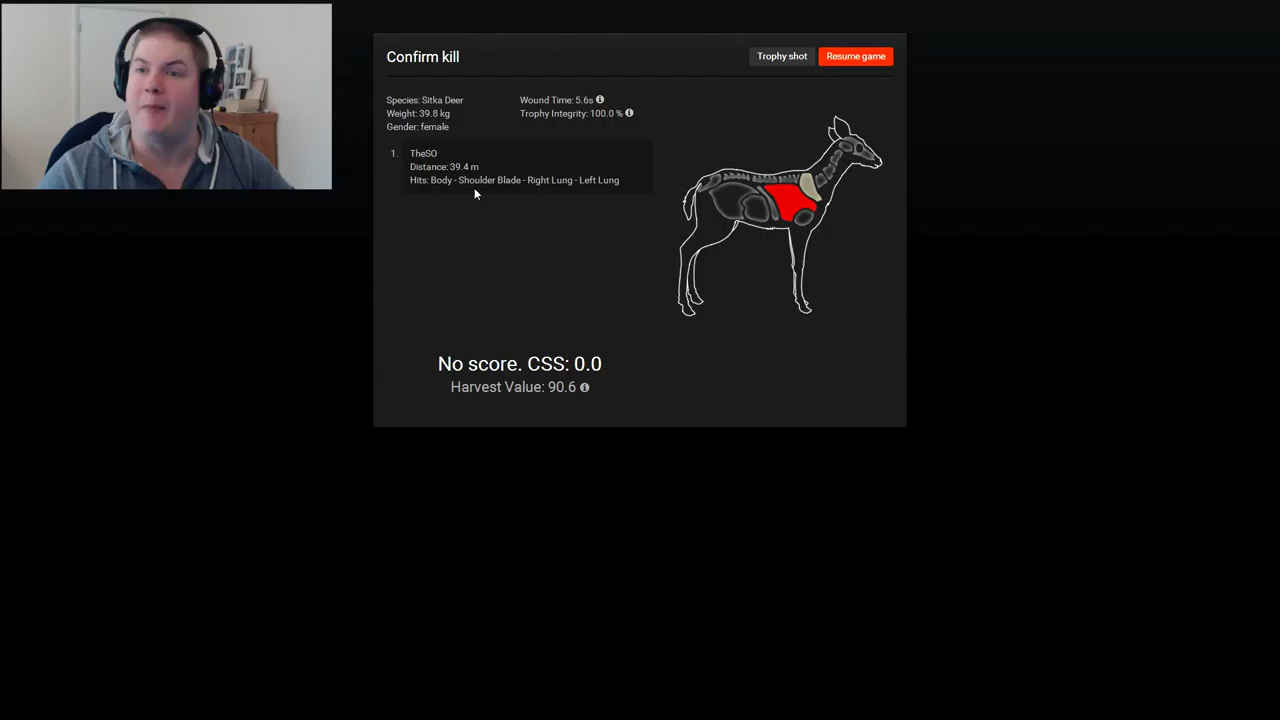 Confirm kill
Trophy shot
Resume game
Species: Sitka Deer
Weight: 39.8 kg
Gender: female
Wound Time: 5.6s
Trophy Integrity: 100.0 %
1.
TheSO
Distance: 39.4 m
Hits: Body - Shoulder Blade - Right Lung - Left Lung
No score. CSS: 0.0
Harvest Value: 90.6